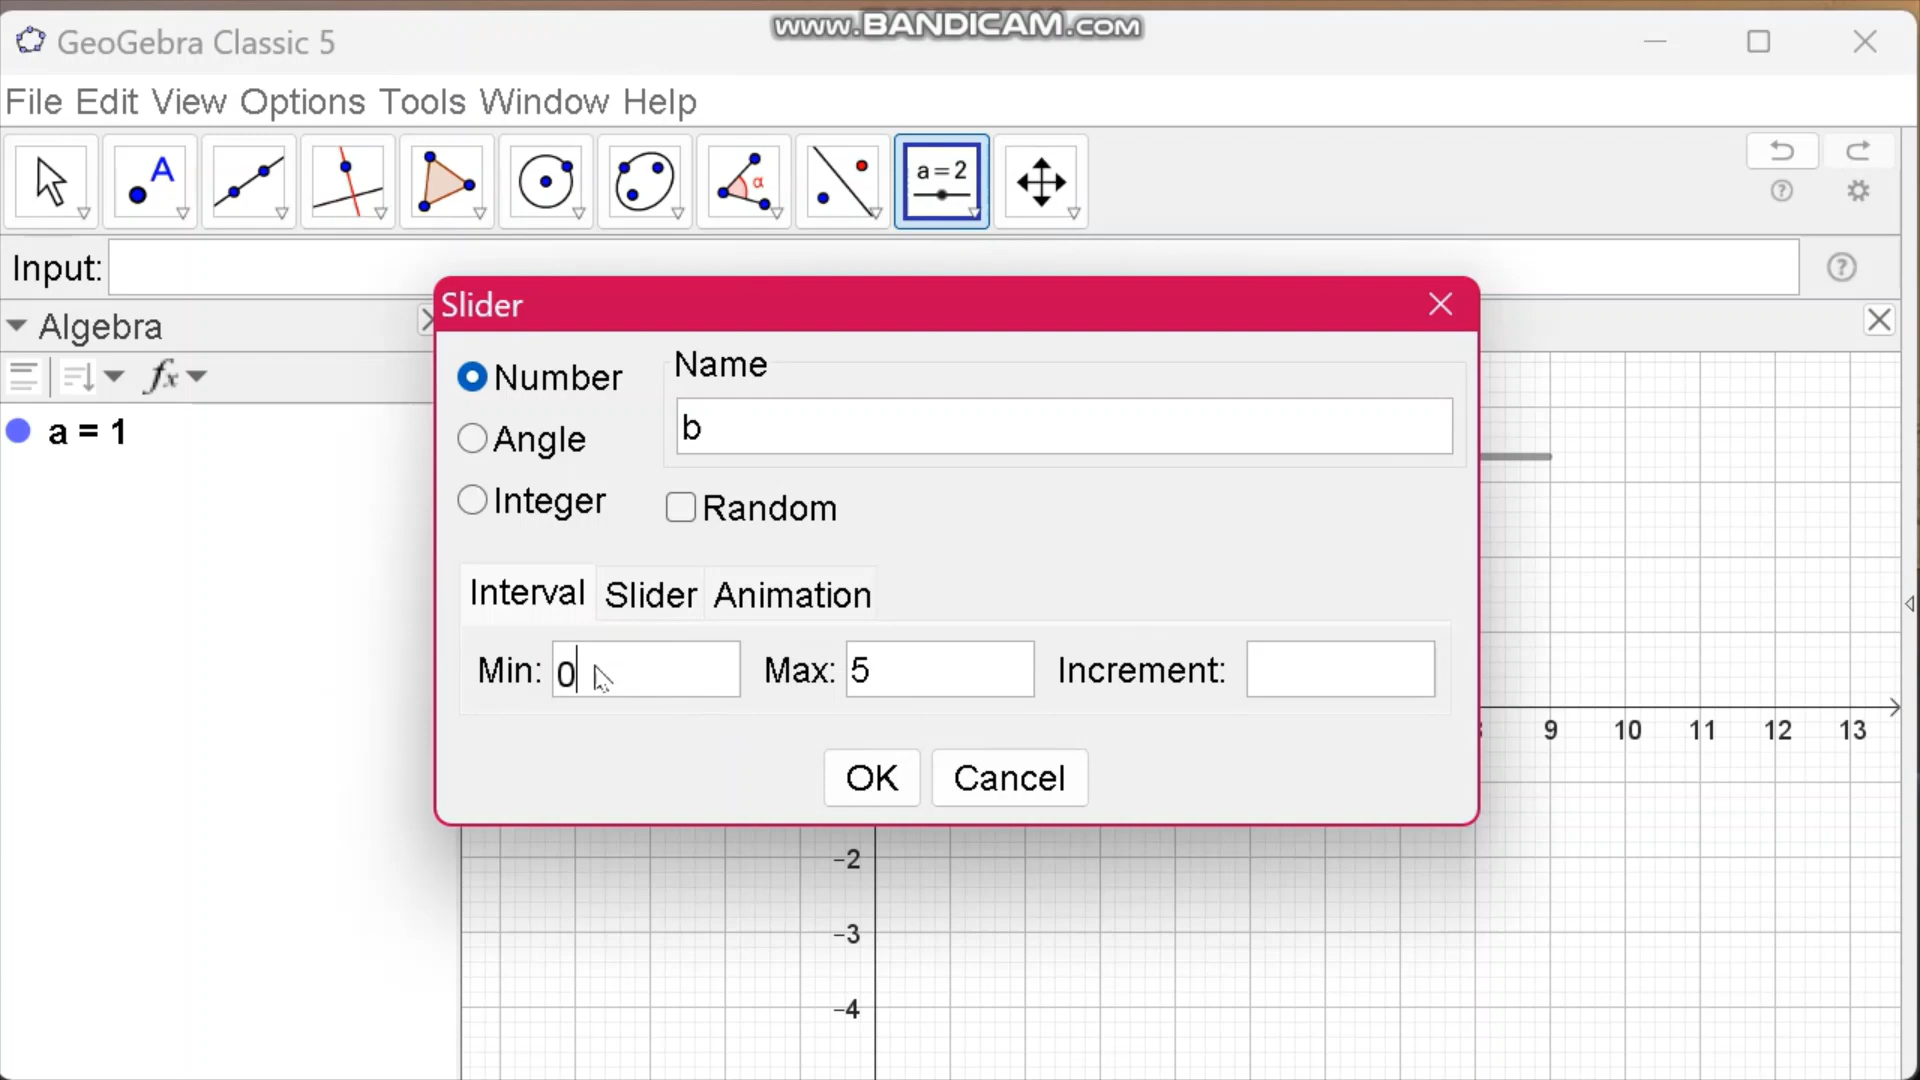 www.BANDICAM.com
GeoGebra Classic 5
File Edit View Options Tools Window Help
A
α
a = 2
Input:
Slider
Algebra
Number
Name
fx
b
a = 1
Angle
Integer
Random
Interval Slider Animation
Min: 0 Max: 5 Increment:
9 10 11 12 13
OK Cancel
−2
−3
−4